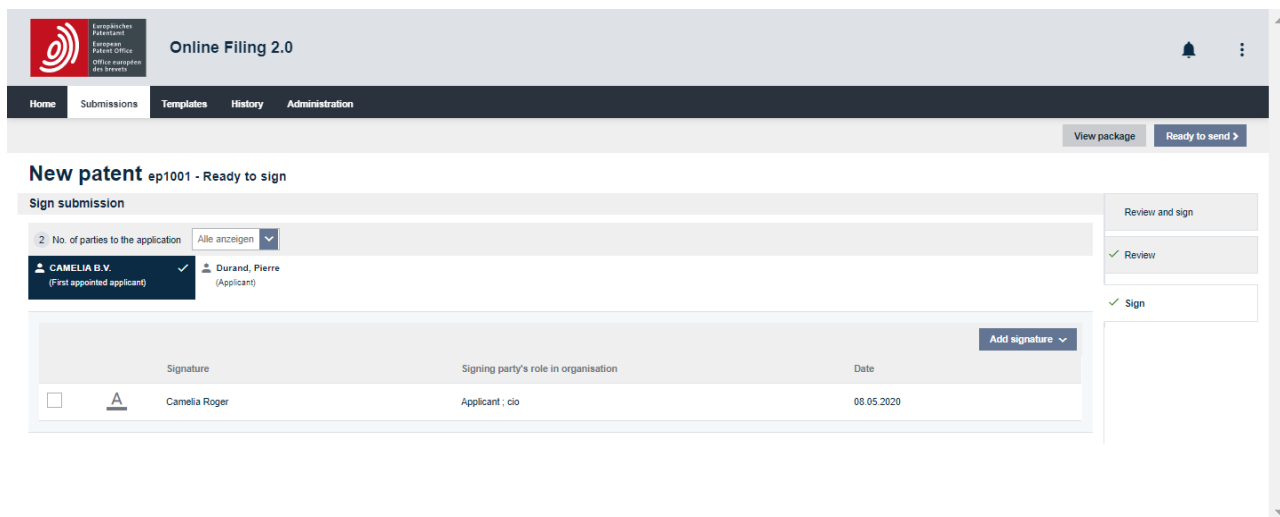 Europäisches
Patentamt
European
Patent Office
Office européen
des brevets
Online Filing 2.0
Home Submissions Templates History Administration
View package Ready to send
New patent ep1001 - Ready to sign
Sign submission
Review and sign
2 No. of parties to the application Alle anzeigen
Review
CAMELIA B.V. Durand, Pierre
(First appointed applicant) (Applicant)
Sign
Add signature
Signature Signing party's role in organisation Date
A Camelia Roger Applicant ; cio 08.05.2020